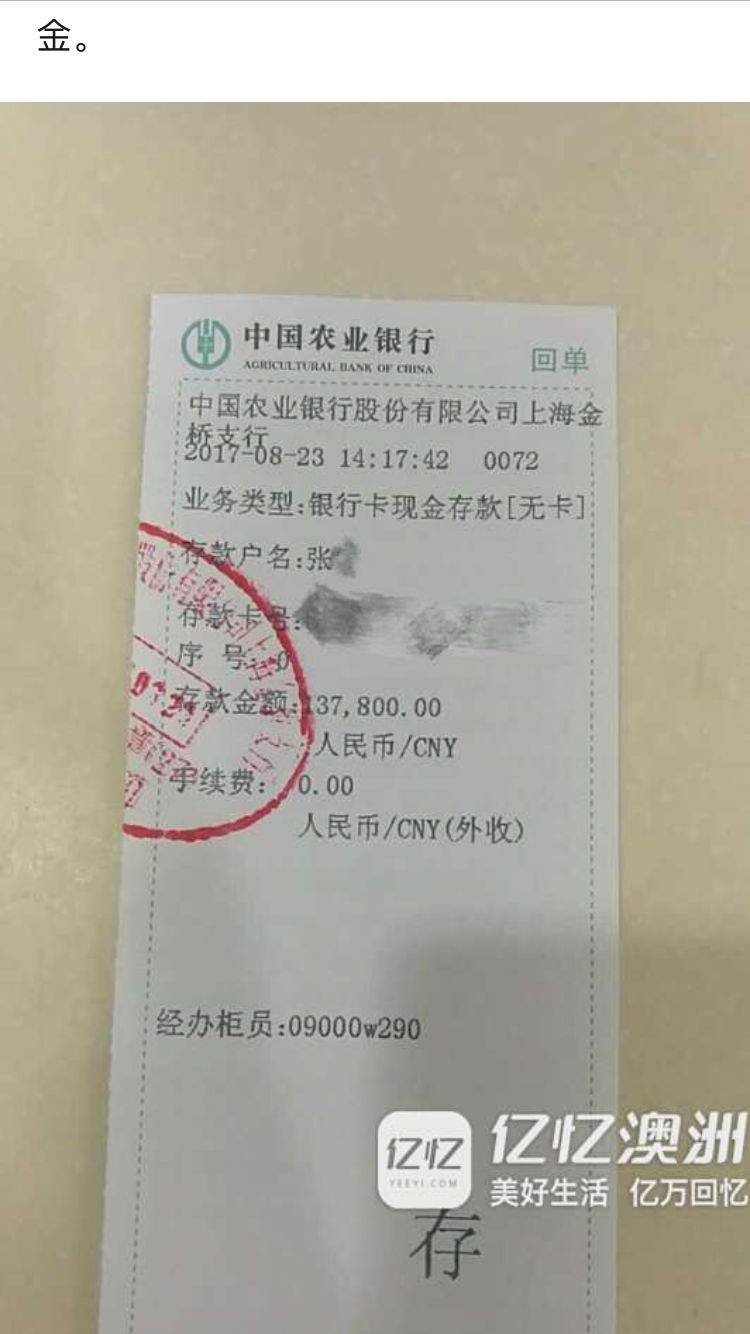 金。
中国农业银行
AGRICULTURAL BANK OF CHINA
回单
中国农业银行股份有限公司上海金
桥支行
2017-08-23 14:17:42 0072
业务类型:银行卡现金存款[无卡]
存款户名:张
存款卡号:
序 号: 0
存款金额:137,800.00
人民币/CNY
手续费: 0.00
人民币/CNY(外收)
经办柜员:09000w290
亿忆
YEEYI.COM
亿忆澳洲
美好生活 亿万回忆
存